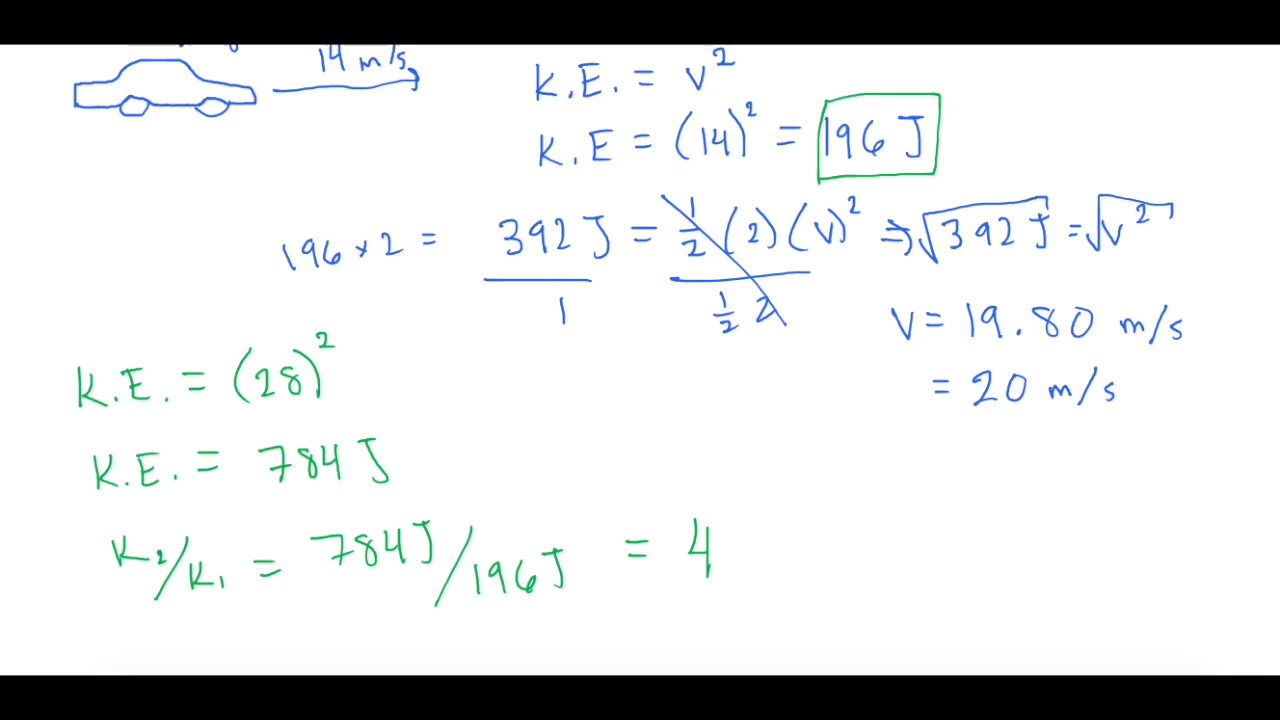 14 m/s
K.E. = v²
K.E = (14)² = 196 J
196 × 2 = 392 J / 1 = 1/2 (2) (v)² / 1/2 2 ⇒ √392 J = √v²
v = 19.80 m/s
= 20 m/s
K.E. = (28)²
K.E. = 784 J
K₂/K₁ = 784 J / 196 J = 4